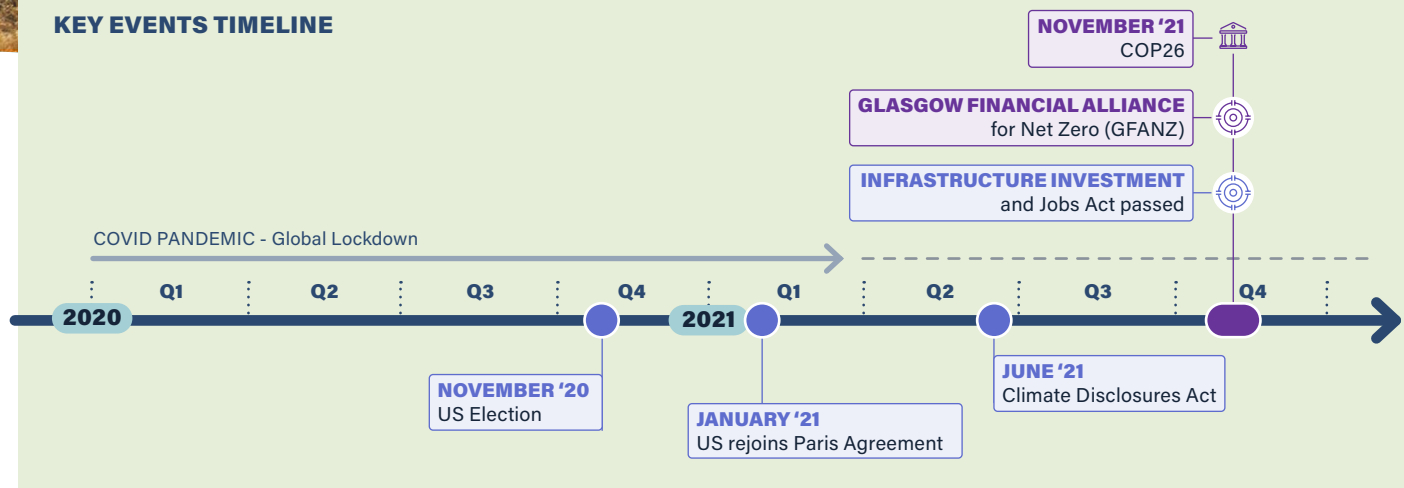 KEY EVENTS TIMELINE
NOVEMBER ‘21
COP26
GLASGOW FINANCIAL ALLIANCE
for Net Zero (GFANZ)
INFRASTRUCTURE INVESTMENT
and Jobs Act passed
COVID PANDEMIC - Global Lockdown
Q1 Q2 Q3 Q4 Q1 Q2 Q3 Q4
2020 2021
NOVEMBER ‘20
US Election
JANUARY ‘21
US rejoins Paris Agreement
JUNE ‘21
Climate Disclosures Act